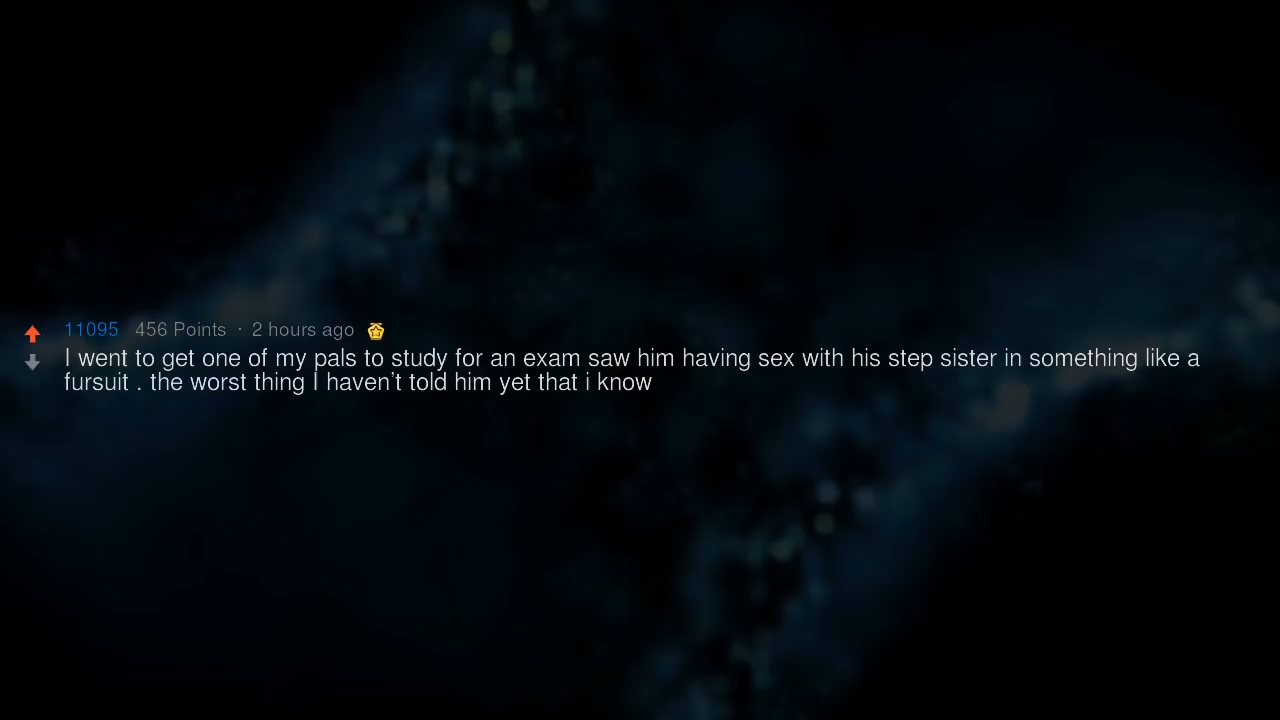 11095 456 Points · 2 hours ago
I went to get one of my pals to study for an exam saw him having sex with his step sister in something like a
fursuit . the worst thing I haven't told him yet that i know